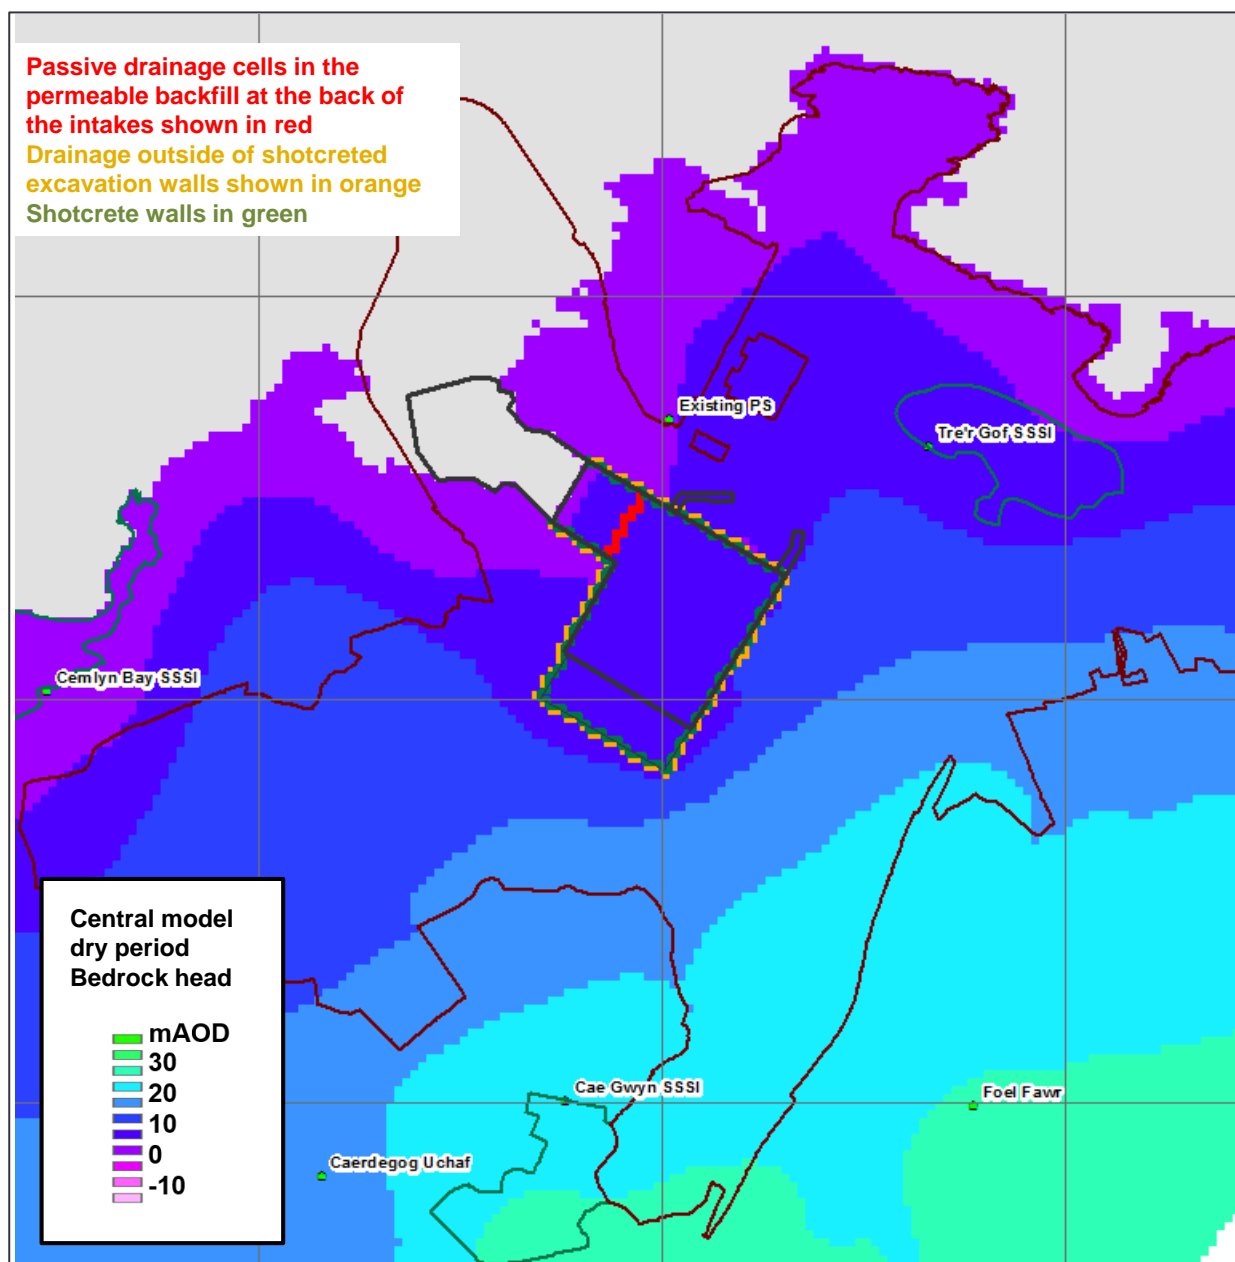 Passive drainage cells in the
permeable backfill at the back of
the intakes shown in red
Drainage outside of shotcreted
excavation walls shown in orange
Shotcrete walls in green
Existing PS
Tre'r Gof SSSI
Cemlyn Bay SSSI
Cae Gwyn SSSI
Foel Fawr
Caerdegog Uchaf
Central model
dry period
Bedrock head
mAOD
30
20
10
0
-10